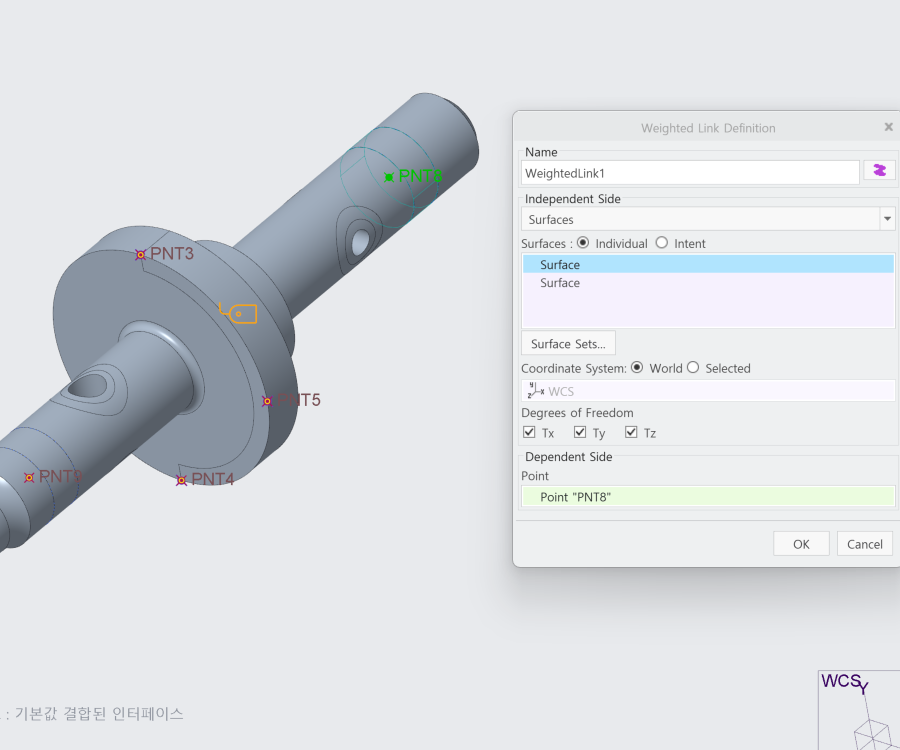 PNT8
PNT3
PNT5
PNT4
Weighted Link Definition
Name
WeightedLink1
Independent Side
Surfaces
Surfaces : Individual Intent
Surface
Surface
Surface Sets...
Coordinate System: World Selected
WCS
Degrees of Freedom
Tx Ty Tz
Dependent Side
Point
Point "PNT8"
OK Cancel
: 기본값 결합된 인터페이스
WCS
Y